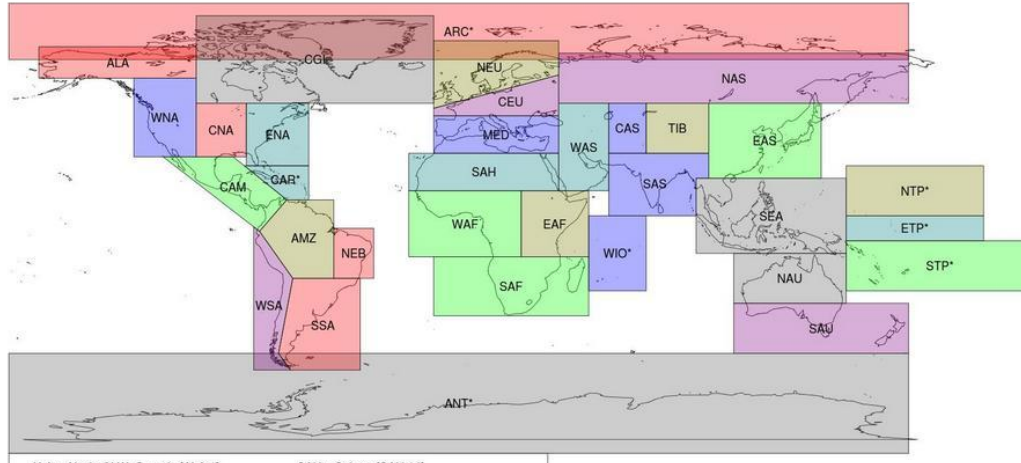 ARC*
ALA
CGI
NEU
NAS
CEU
WNA
CNA
ENA
MED
WAS
CAS
TIB
EAS
CAM
CAR*
SAH
SAS
NTP*
SEA
WAF
EAF
ETP*
AMZ
NEB
WIO*
STP*
NAU
SAF
WSA
SSA
SAU
ANT*